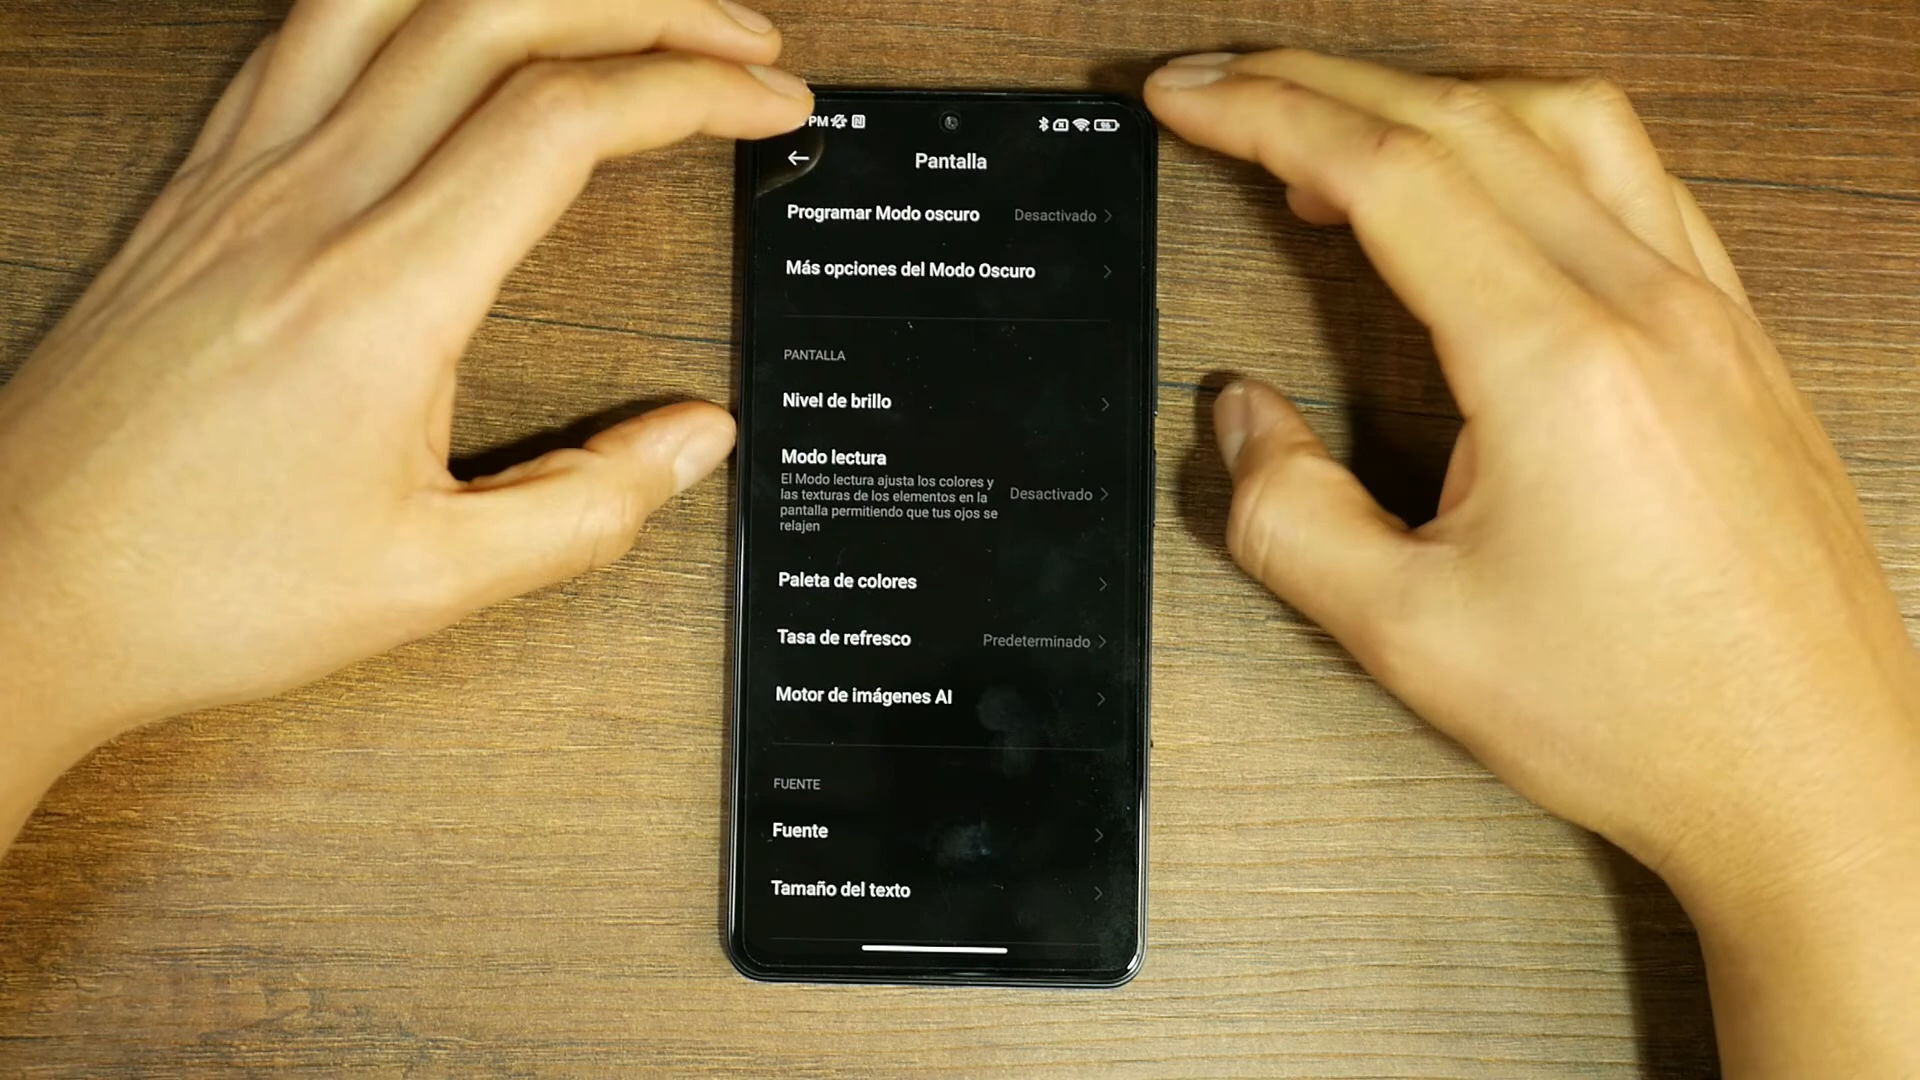 PM
Pantalla
Programar Modo oscuro Desactivado
Más opciones del Modo Oscuro
PANTALLA
Nivel de brillo
Modo lectura
El Modo lectura ajusta los colores y
las texturas de los elementos en la
pantalla permitiendo que tus ojos se
relajen
Desactivado
Paleta de colores
Tasa de refresco Predeterminado
Motor de imágenes AI
FUENTE
Fuente
Tamaño del texto